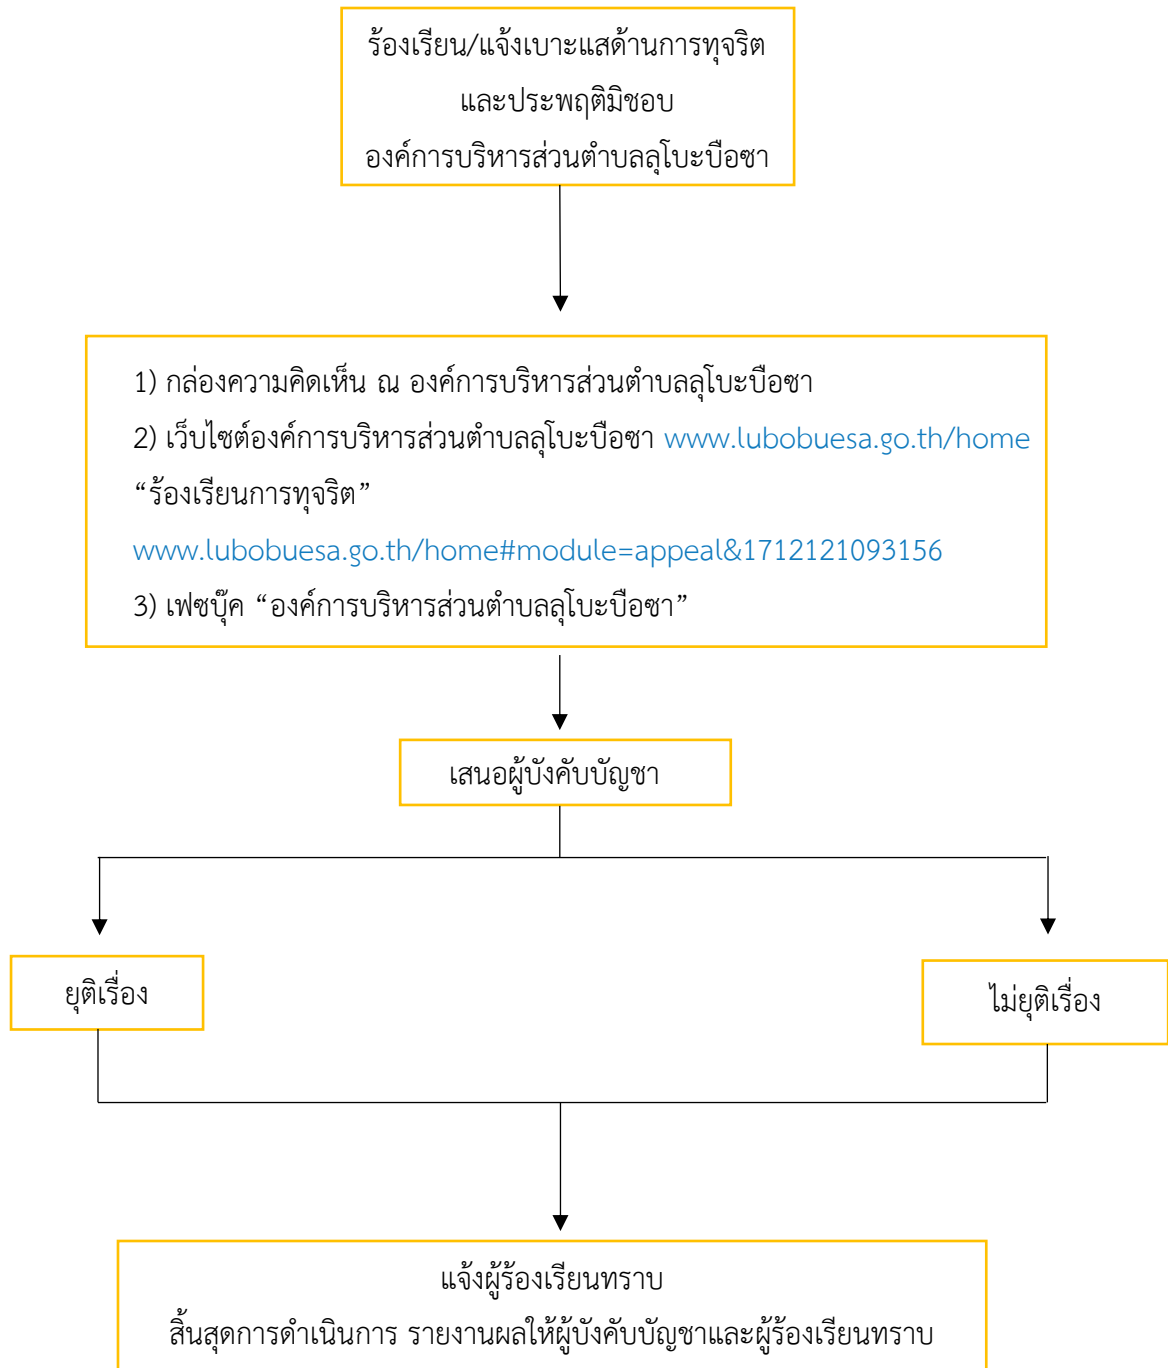 ร้องเรียน/แจ้งเบาะแสด้านการทุจริต
และประพฤติมิชอบ
องค์การบริหารส่วนตำบลลุโบะบือซา
1) กล่องความคิดเห็น ณ องค์การบริหารส่วนตำบลลุโบะบือซา
2) เว็บไซต์องค์การบริหารส่วนตำบลลุโบะบือซา www.lubobuesa.go.th/home
“ร้องเรียนการทุจริต”
www.lubobuesa.go.th/home#module=appeal&1712121093156
3) เฟซบุ๊ค “องค์การบริหารส่วนตำบลลุโบะบือซา”
เสนอผู้บังคับบัญชา
ยุติเรื่อง
ไม่ยุติเรื่อง
แจ้งผู้ร้องเรียนทราบ
สิ้นสุดการดำเนินการ รายงานผลให้ผู้บังคับบัญชาและผู้ร้องเรียนทราบ